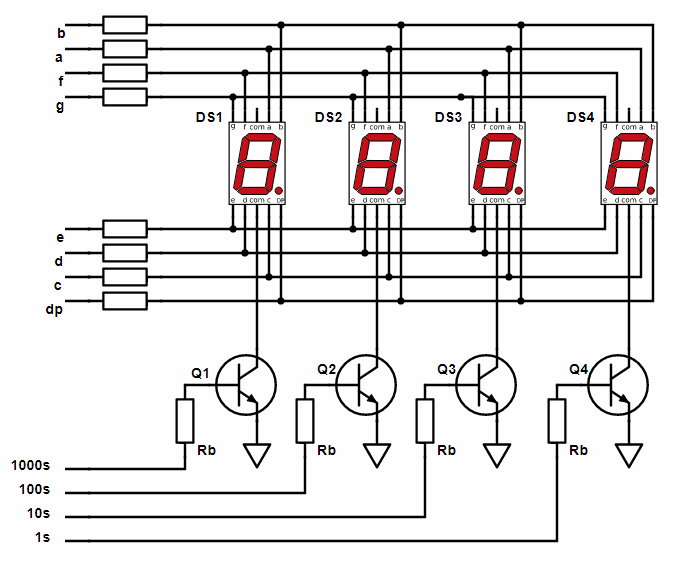 b
a
f
g
DS1 DS2 DS3 DS4
g f com a b g f com a b g f com a b g f com a b
e d com c DP e d com c DP e d com c DP e d com c DP
e
d
c
dp
Q1 Q2 Q3 Q4
Rb Rb Rb Rb
1000s
100s
10s
1s